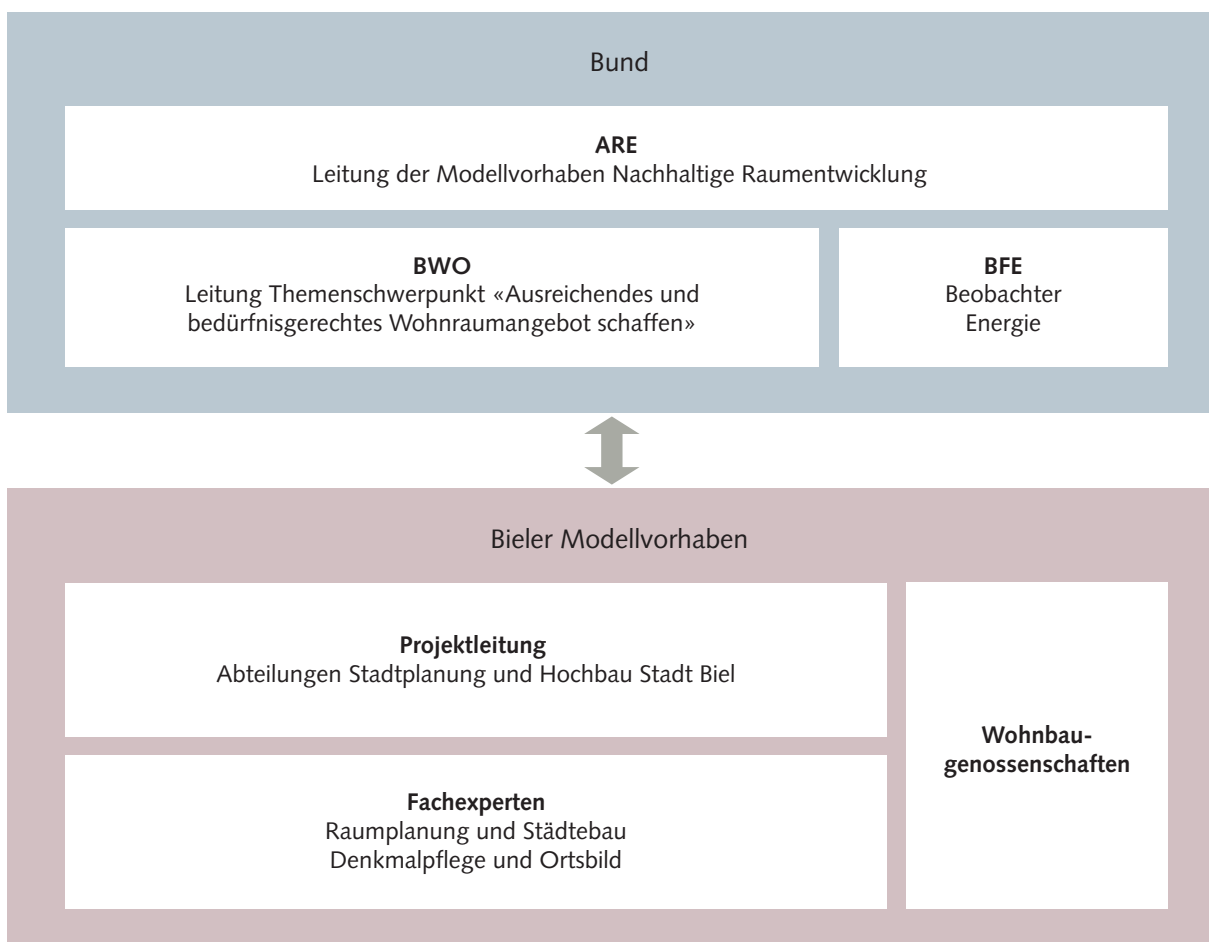 Bund
ARE
Leitung der Modellvorhaben Nachhaltige Raumentwicklung
BWO
Leitung Themenschwerpunkt «Ausreichendes und
bedürfnisgerechtes Wohnraumangebot schaffen»
BFE
Beobachter
Energie
Bieler Modellvorhaben
Projektleitung
Abteilungen Stadtplanung und Hochbau Stadt Biel
Fachexperten
Raumplanung und Städtebau
Denkmalpflege und Ortsbild
Wohnbau-
genossenschaften